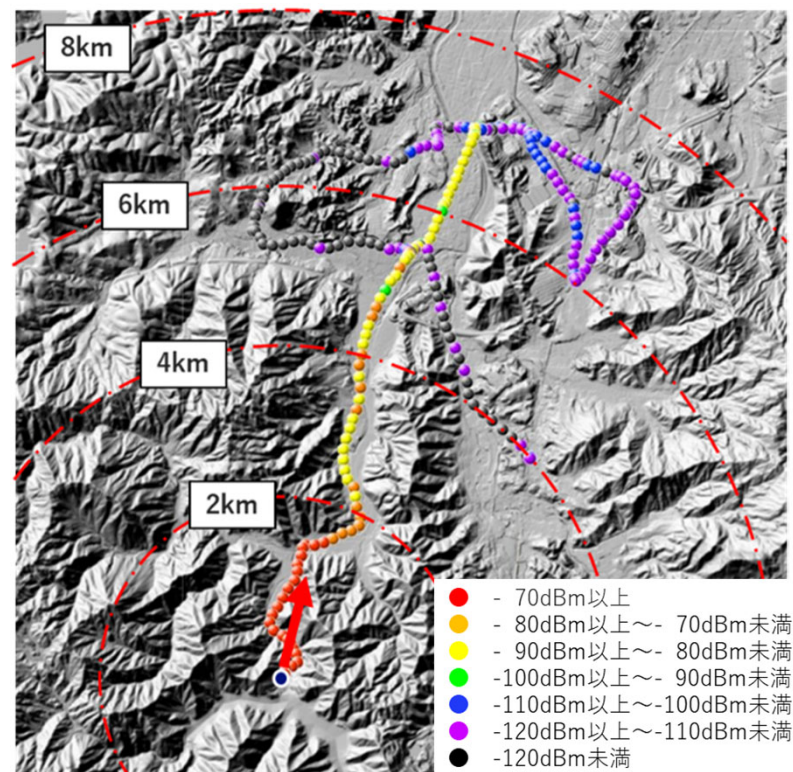 8km
6km
4km
2km
- 70dBm以上
- 80dBm以上～- 70dBm未満
- 90dBm以上～- 80dBm未満
-100dBm以上～- 90dBm未満
-110dBm以上～-100dBm未満
-120dBm以上～-110dBm未満
-120dBm未満